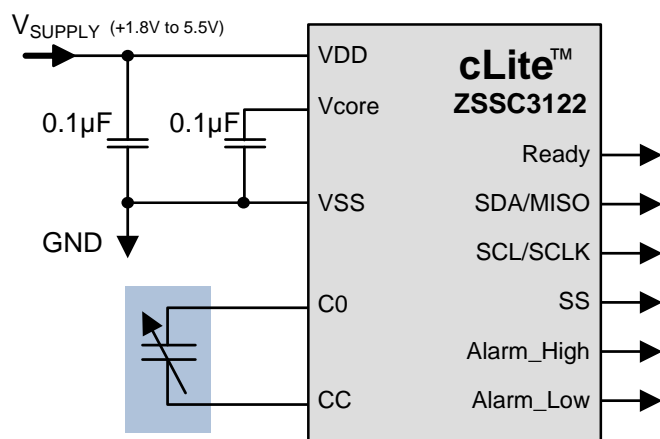 VSUPPLY (+1.8V to 5.5V)
VDD
cLite™
ZSSC3122
Vcore
0.1µF
0.1µF
Ready
VSS
SDA/MISO
GND
SCL/SCLK
C0
SS
Alarm_High
CC
Alarm_Low